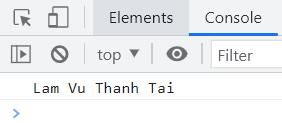 Elements Console
top Filter
Lam Vu Thanh Tai